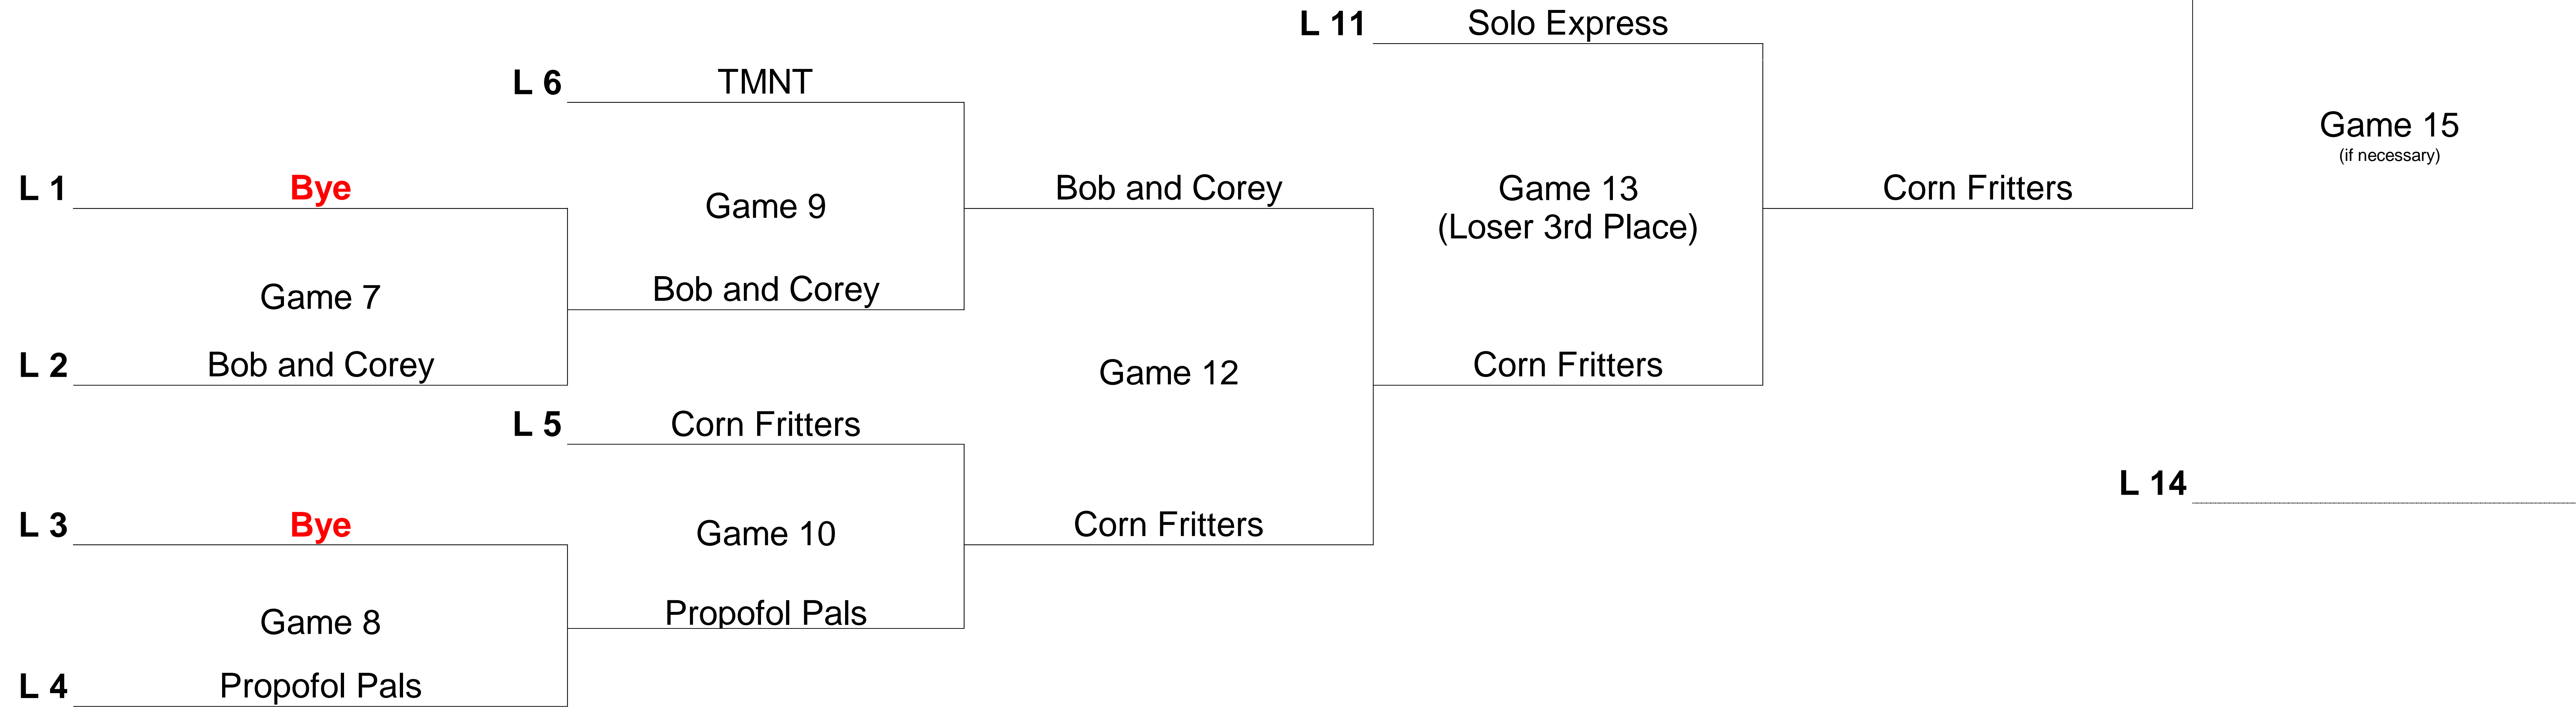 L 11 Solo Express
L 6 TMNT
Game 15
(if necessary)
L 1 Bye
Game 9
Bob and Corey
Game 13
(Loser 3rd Place)
Corn Fritters
Game 7
Bob and Corey
L 2 Bob and Corey
Game 12
Corn Fritters
L 5 Corn Fritters
L 14
L 3 Bye
Game 10
Corn Fritters
Game 8
Propofol Pals
L 4 Propofol Pals